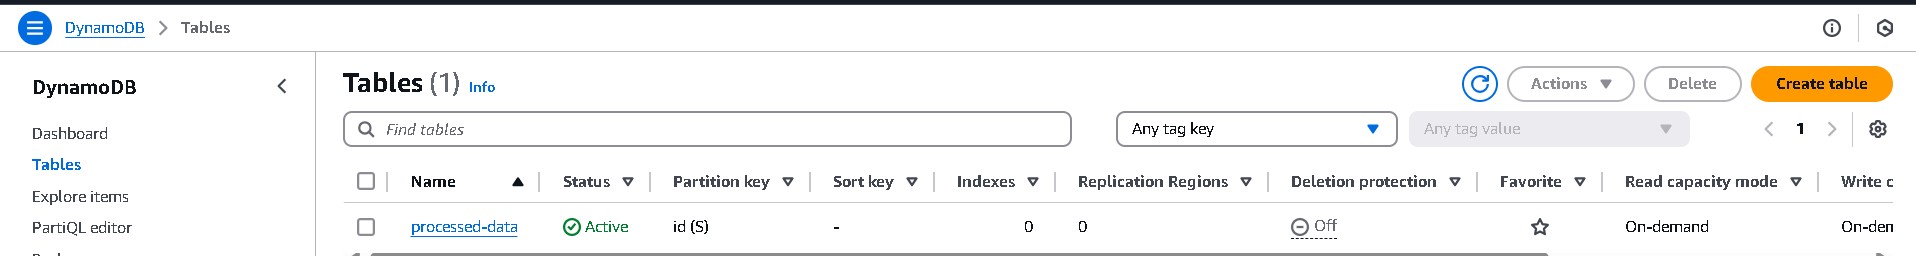 DynamoDB > Tables
DynamoDB
Dashboard
Tables
Explore items
PartiQL editor
Tables (1) Info
Actions Delete Create table
Find tables
Any tag key Any tag value 1
Name Status Partition key Sort key Indexes Replication Regions Deletion protection Favorite Read capacity mode Write c
processed-data Active id (S) - 0 0 Off On-demand On-den